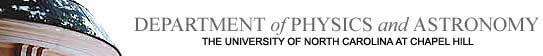 DEPARTMENT of PHYSICS and ASTRONOMY
THE UNIVERSITY OF NORTH CAROLINA AT CHAPEL HILL